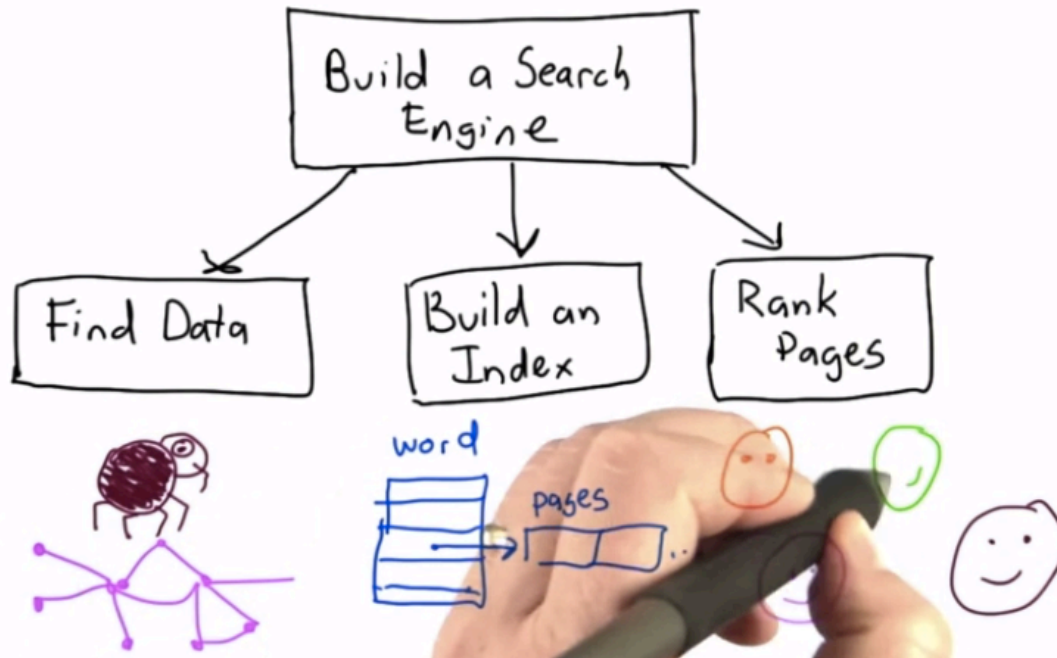 Build a Search
Engine
Find Data
Build an
Index
Rank
Pages
word
pages